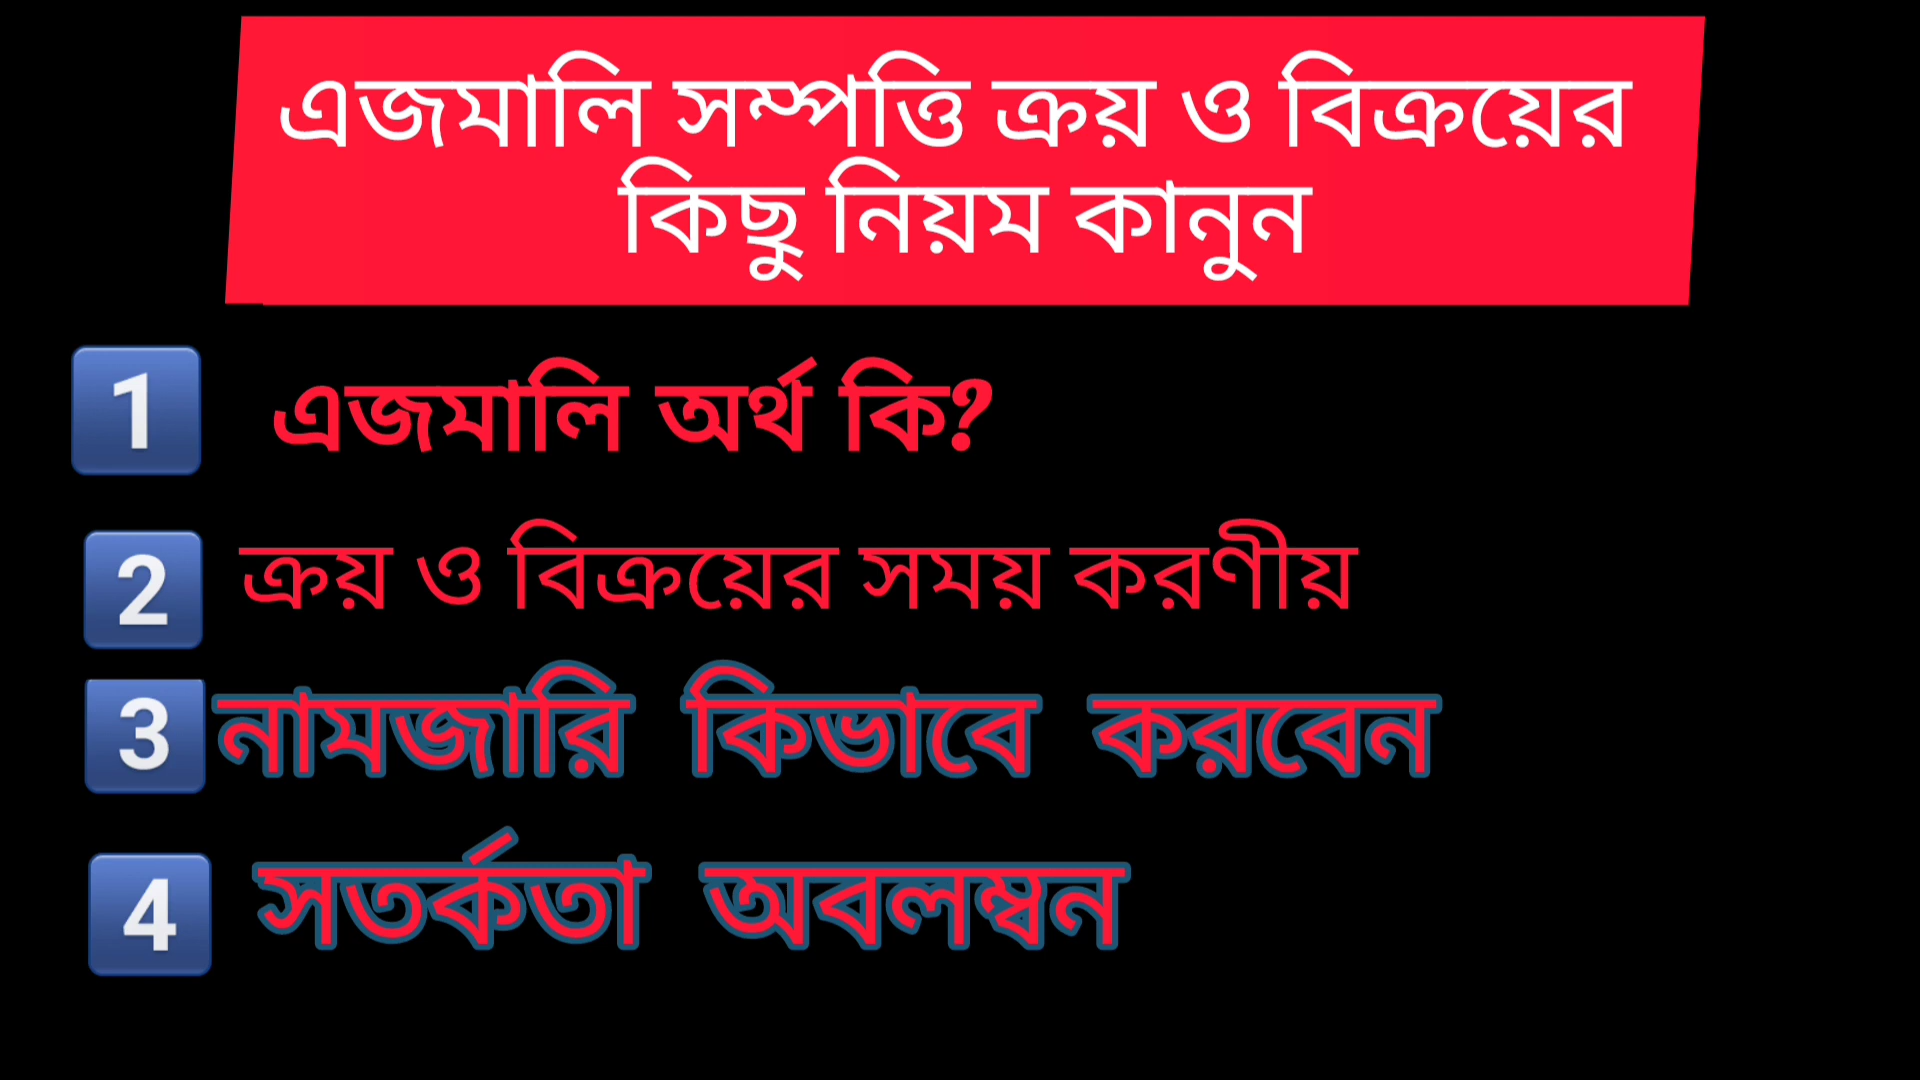 এজমালি সম্পত্তি ক্রয় ও বিক্রয়ের
কিছু নিয়ম কানুন
1 এজমালি অর্থ কি?
2 ক্রয় ও বিক্রয়ের সময় করণীয়
3 নামজারি কিভাবে করবেন
4 সতর্কতা অবলম্বন